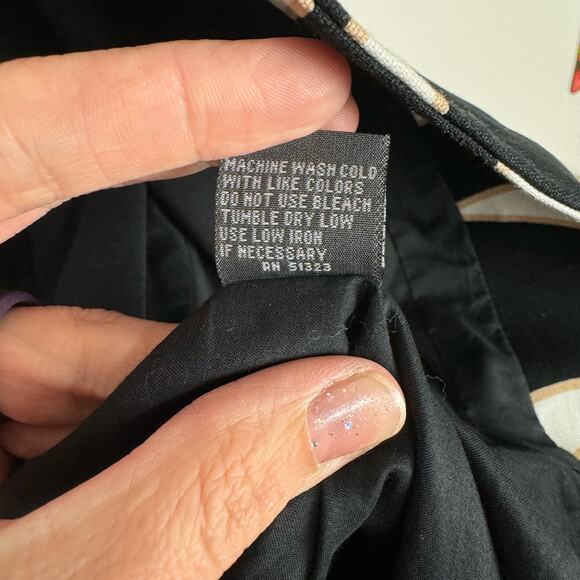 MACHINE WASH COLD
WITH LIKE COLORS
DO NOT USE BLEACH
TUMBLE DRY LOW
USE LOW IRON
IF NECESSARY
RN 51323